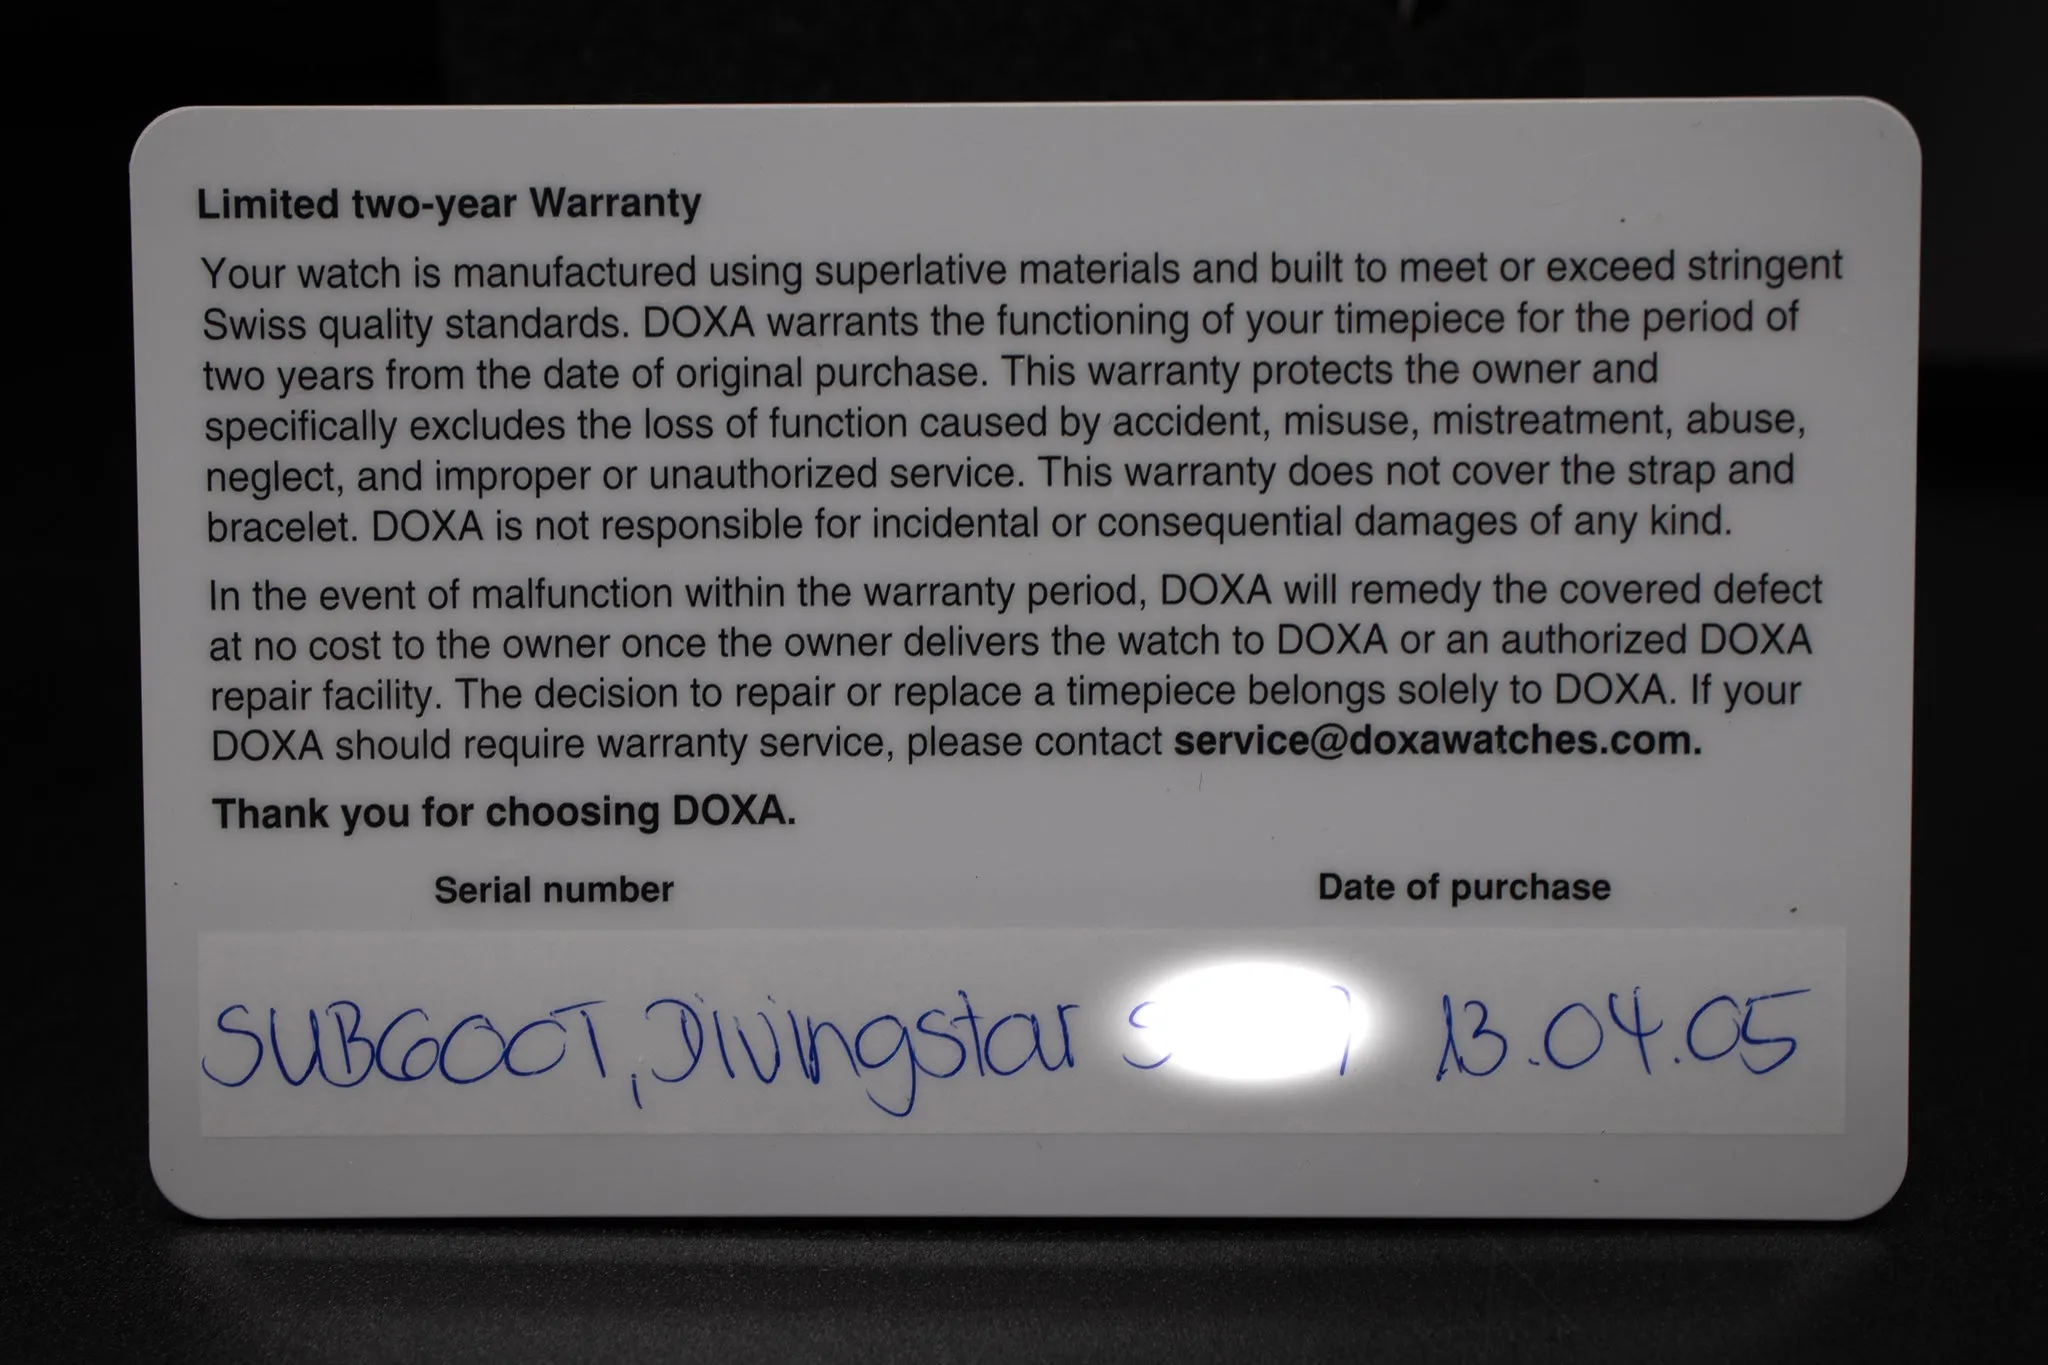 Limited two-year Warranty
Your watch is manufactured using superlative materials and built to meet or exceed stringent
Swiss quality standards. DOXA warrants the functioning of your timepiece for the period of
two years from the date of original purchase. This warranty protects the owner and
specifically excludes the loss of function caused by accident, misuse, mistreatment, abuse,
neglect, and improper or unauthorized service. This warranty does not cover the strap and
bracelet. DOXA is not responsible for incidental or consequential damages of any kind.
In the event of malfunction within the warranty period, DOXA will remedy the covered defect
at no cost to the owner once the owner delivers the watch to DOXA or an authorized DOXA
repair facility. The decision to repair or replace a timepiece belongs solely to DOXA. If your
DOXA should require warranty service, please contact service@doxawatches.com.
Thank you for choosing DOXA.
Serial number Date of purchase
SUB600T, Divingstar 13.04.05